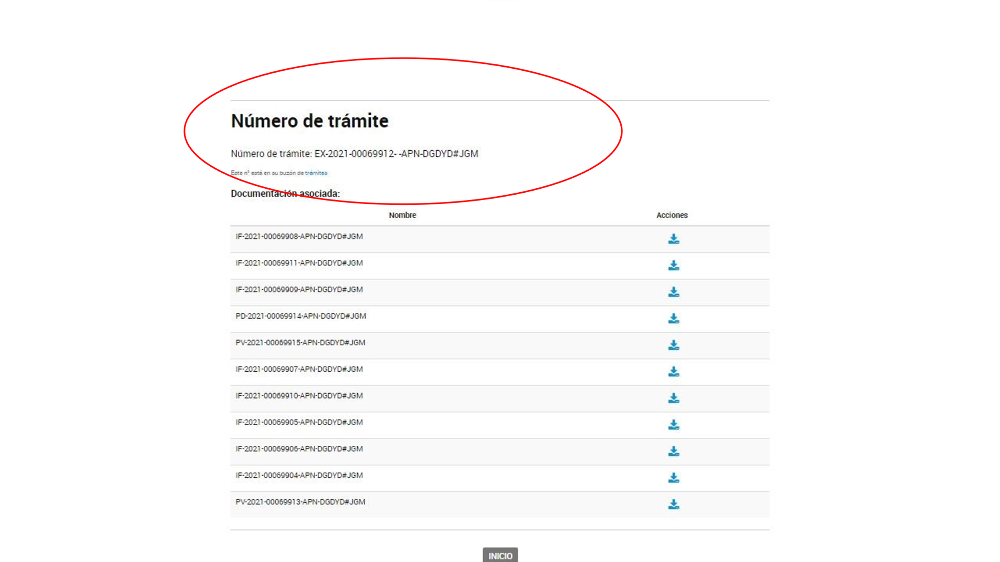 Número de trámite
Número de trámite: EX-2021-00069912- -APN-DGDYD#JGM
Este n° está en su buzón de trámites
Documentación asociada:
Nombre Acciones
IF-2021-00069908-APN-DGDYD#JGM
IF-2021-00069911-APN-DGDYD#JGM
IF-2021-00069909-APN-DGDYD#JGM
PD-2021-00069914-APN-DGDYD#JGM
PV-2021-00069915-APN-DGDYD#JGM
IF-2021-00069907-APN-DGDYD#JGM
IF-2021-00069910-APN-DGDYD#JGM
IF-2021-00069905-APN-DGDYD#JGM
IF-2021-00069906-APN-DGDYD#JGM
IF-2021-00069904-APN-DGDYD#JGM
PV-2021-00069913-APN-DGDYD#JGM
INICIO